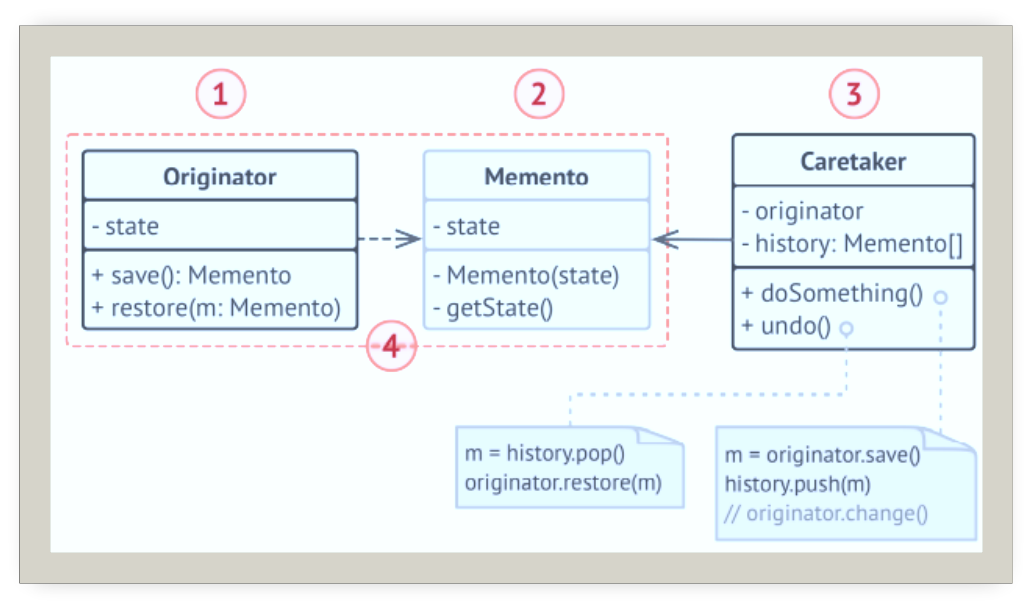 1
2
3
Originator
- state
+ save(): Memento
+ restore(m: Memento)
Memento
- state
- Memento(state)
- getState()
Caretaker
- originator
- history: Memento[]
+ doSomething()
+ undo()
4
m = history.pop()
originator.restore(m)
m = originator.save()
history.push(m)
// originator.change()